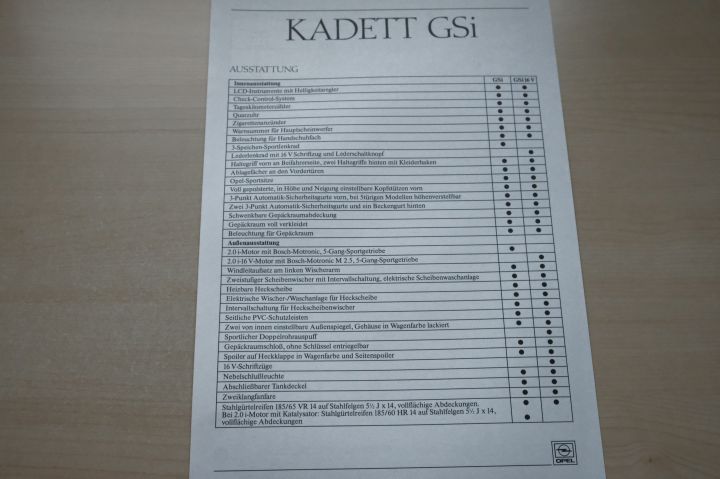 KADETT GSi
AUSSTATTUNG
Innenausstattung GSi GSi 16 V
LCD-Instrumente mit Helligkeitsregler ● ●
Check-Control-System ● ●
Tageskilometerzähler ● ●
Quarzuhr ● ●
Zigarettenanzünder ● ●
Warnsummer für Hauptscheinwerfer ● ●
Beleuchtung für Handschuhfach ● ●
3-Speichen-Sportlenkrad ●
Lederlenkrad mit 16 V Schriftzug und Lederschaltknopf ●
Haltegriff vorn an Beifahrerseite, zwei Haltegriffe hinten mit Kleiderhaken ● ●
Ablagefächer an den Vordertüren ● ●
Opel-Sportsitze ● ●
Voll gepolsterte, in Höhe und Neigung einstellbare Kopfstützen vorn ● ●
3-Punkt Automatik-Sicherheitsgurte vorn, bei 5türigen Modellen höhenverstellbar ● ●
Zwei 3-Punkt Automatik-Sicherheitsgurte und ein Beckengurt hinten ● ●
Schwenkbare Gepäckraumabdeckung ● ●
Gepäckraum voll verkleidet ● ●
Beleuchtung für Gepäckraum ● ●
Außenausstattung
2.0 i-Motor mit Bosch-Motronic, 5-Gang-Sportgetriebe ●
2.0 i-16 V-Motor mit Bosch-Motronic M 2.5, 5-Gang-Sportgetriebe ●
Windleitaufsatz am linken Wischerarm ● ●
Zweistufiger Scheibenwischer mit Intervallschaltung, elektrische Scheibenwaschanlage ● ●
Heizbare Heckscheibe ● ●
Elektrische Wischer-/Waschanlage für Heckscheibe ● ●
Intervallschaltung für Heckscheibenwischer ● ●
Seitliche PVC-Schutzleisten ● ●
Zwei von innen einstellbare Außenspiegel, Gehäuse in Wagenfarbe lackiert ● ●
Sportlicher Doppelrohrauspuff ●
Gepäckraumschloß, ohne Schlüssel entriegelbar ● ●
Spoiler auf Heckklappe in Wagenfarbe und Seitenspoiler ● ●
16 V-Schriftzüge ●
Nebelschlußleuchte ● ●
Abschließbarer Tankdeckel ● ●
Zweiklangfanfare ● ●
Stahlgürtelreifen 185/65 VR 14 auf Stahlfelgen 5½ J x 14, vollflächige Abdeckungen. ● ●
Bei 2.0 i-Motor mit Katalysator: Stahlgürtelreifen 185/60 HR 14 auf Stahlfelgen 5½ J x 14,
vollflächige Abdeckungen ●
OPEL